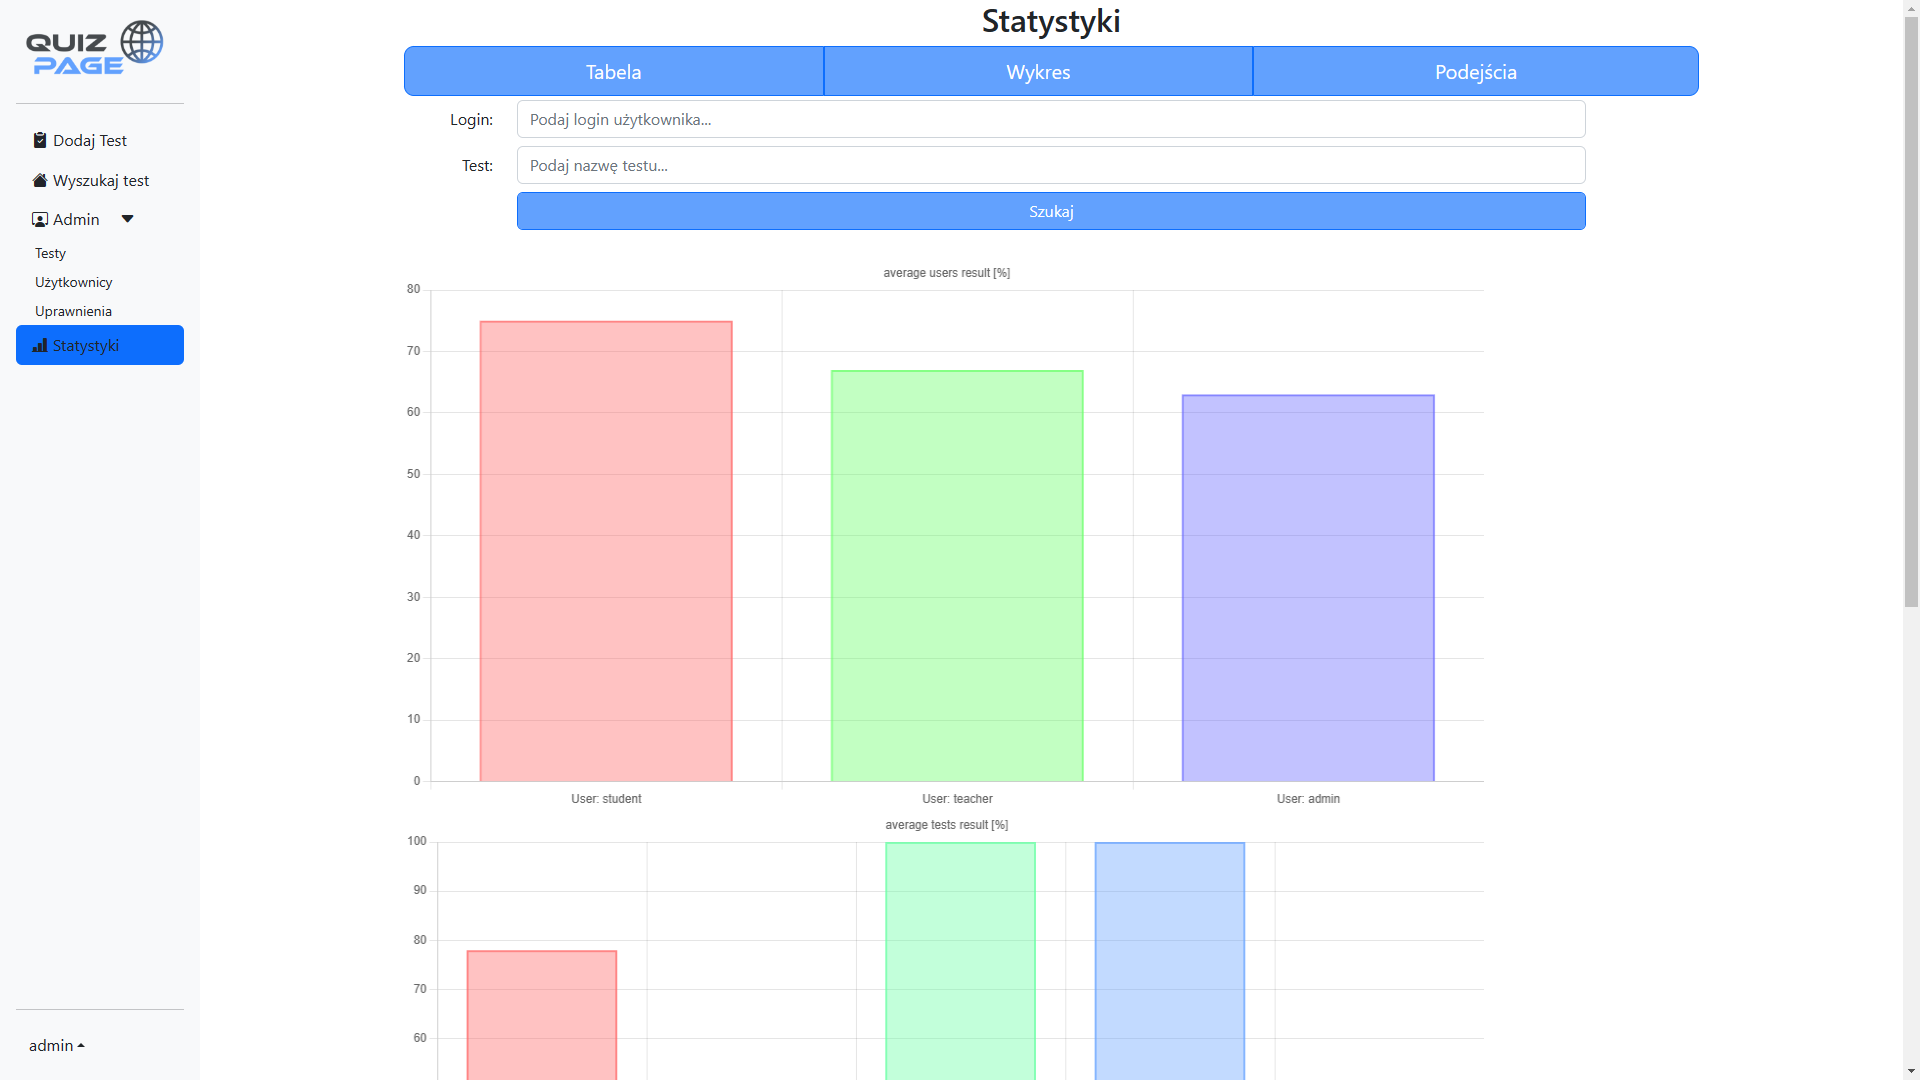 QUIZ
PAGE
Dodaj Test
Wyszukaj test
Admin
Testy
Użytkownicy
Uprawnienia
Statystyki
admin
Statystyki
Tabela Wykres Podejścia
Login: Podaj login użytkownika...
Test: Podaj nazwę testu...
Szukaj
average users result [%]
80
70
60
50
40
30
20
10
0
User: student User: teacher User: admin
average tests result [%]
100
90
80
70
60